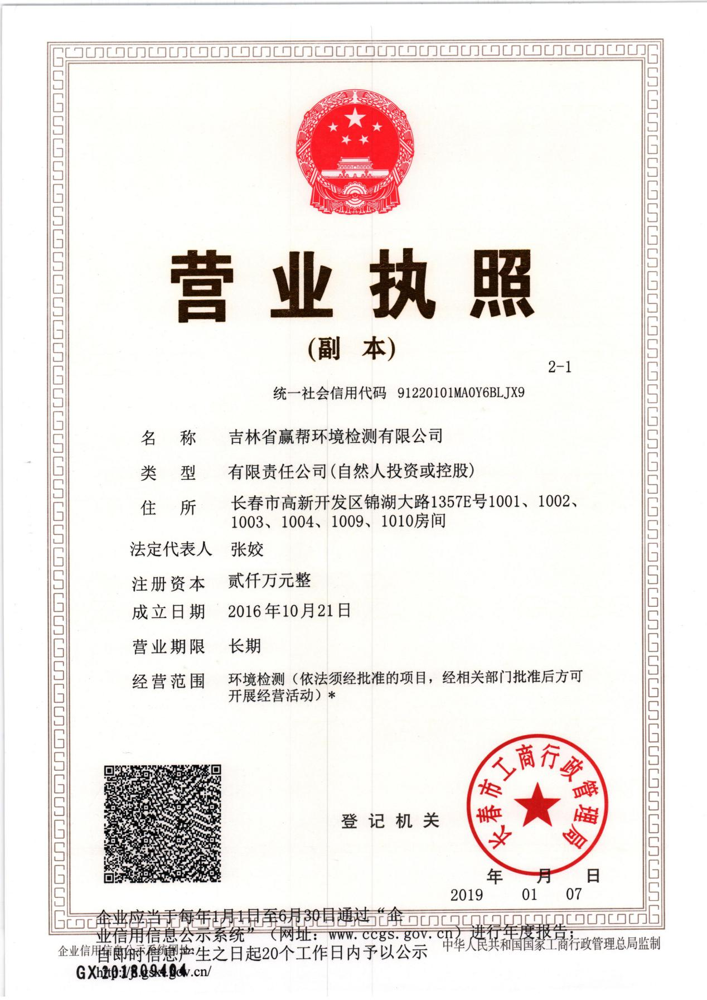 营业执照
(副 本)
2-1
统一社会信用代码 91220101MA0Y6BLJX9
名称 吉林省赢帮环境检测有限公司
类型 有限责任公司(自然人投资或控股)
住所 长春市高新开发区锦湖大路1357E号1001、1002、
1003、1004、1009、1010房间
法定代表人 张姣
注册资本 贰仟万元整
成立日期 2016年10月21日
营业期限 长期
经营范围 环境检测（依法须经批准的项目，经相关部门批准后方可
开展经营活动）*
登记机关
长春市工商行政管理局
年 月 日
2019 01 07
企业应当于每年1月1日至6月30日通过“企
业信用信息公示系统”（网址：www.ccgs.gov.cn）进行年度报告；
自即时信息产生之日起20个工作日内予以公示
企业信用信息公示系统网址：
中华人民共和国国家工商行政管理总局监制
GX201809404